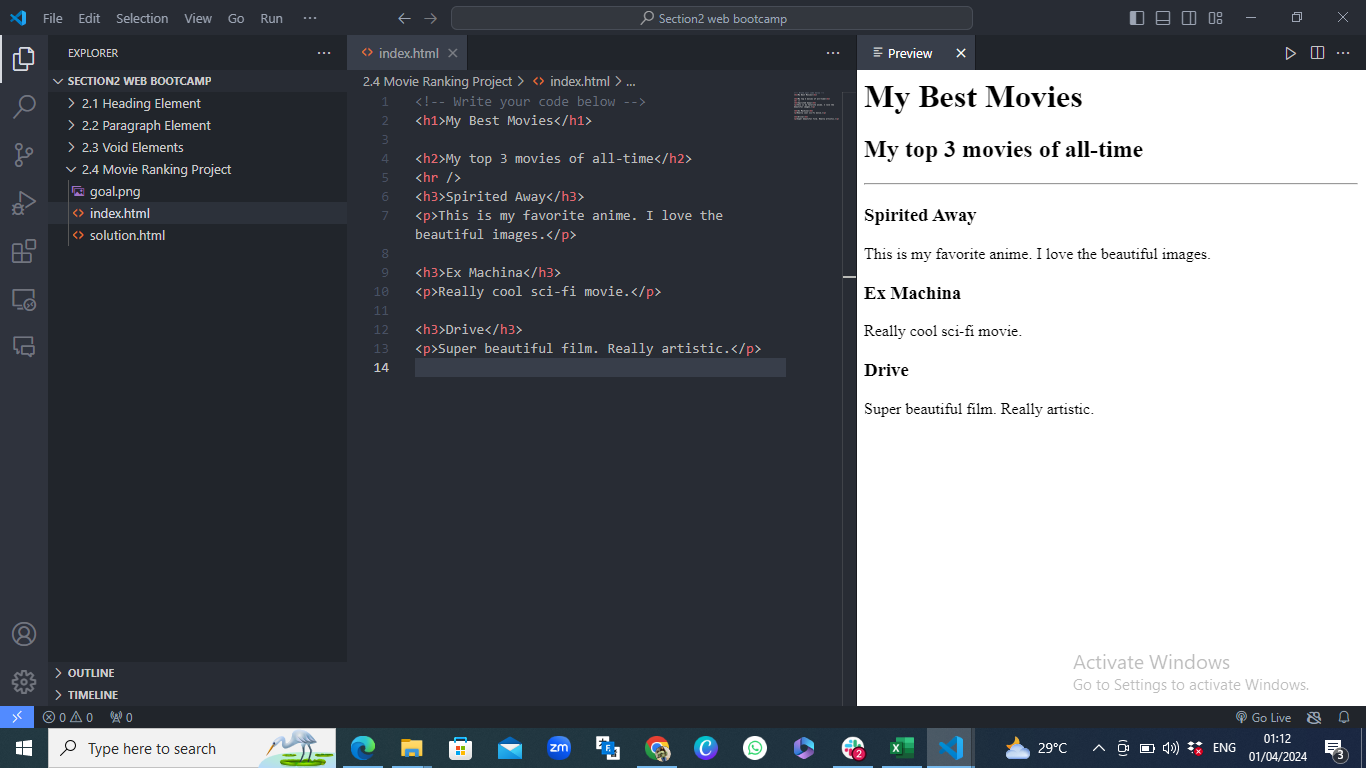 File Edit Selection View Go Run ···
Section2 web bootcamp
EXPLORER ···
SECTION2 WEB BOOTCAMP
2.1 Heading Element
2.2 Paragraph Element
2.3 Void Elements
2.4 Movie Ranking Project
goal.png
index.html
solution.html
OUTLINE
TIMELINE
index.html ···
2.4 Movie Ranking Project > index.html > ...
1 <!-- Write your code below -->
2 <h1>My Best Movies</h1>
3
4 <h2>My top 3 movies of all-time</h2>
5 <hr />
6 <h3>Spirited Away</h3>
7 <p>This is my favorite anime. I love the
beautiful images.</p>
8
9 <h3>Ex Machina</h3>
10 <p>Really cool sci-fi movie.</p>
11
12 <h3>Drive</h3>
13 <p>Super beautiful film. Really artistic.</p>
14
Preview ···
My Best Movies
My top 3 movies of all-time
Spirited Away
This is my favorite anime. I love the beautiful images.
Ex Machina
Really cool sci-fi movie.
Drive
Super beautiful film. Really artistic.
Activate Windows
Go to Settings to activate Windows.
0 0 0 Go Live
Type here to search
zm
2
29°C
ENG
01:12
01/04/2024
3